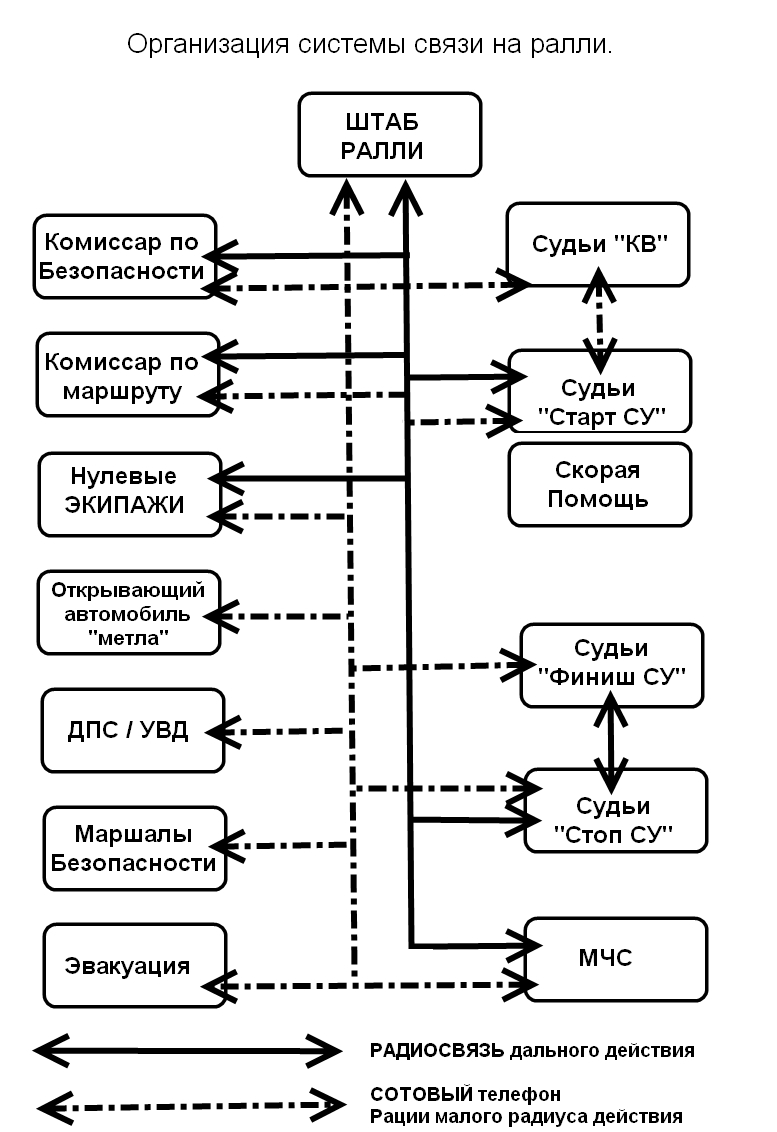 Организация системы связи на ралли.
ШТАБ
РАЛЛИ
Комиссар по
Безопасности
Судьи "КВ"
Комиссар по
маршруту
Судьи
"Старт СУ"
Нулевые
ЭКИПАЖИ
Скорая
Помощь
Открывающий
автомобиль
"метла"
Судьи
"Финиш СУ"
ДПС / УВД
Судьи
"Стоп СУ"
Маршалы
Безопасности
Эвакуация
МЧС
РАДИОСВЯЗЬ дального действия
СОТОВЫЙ телефон
Рации малого радиуса действия